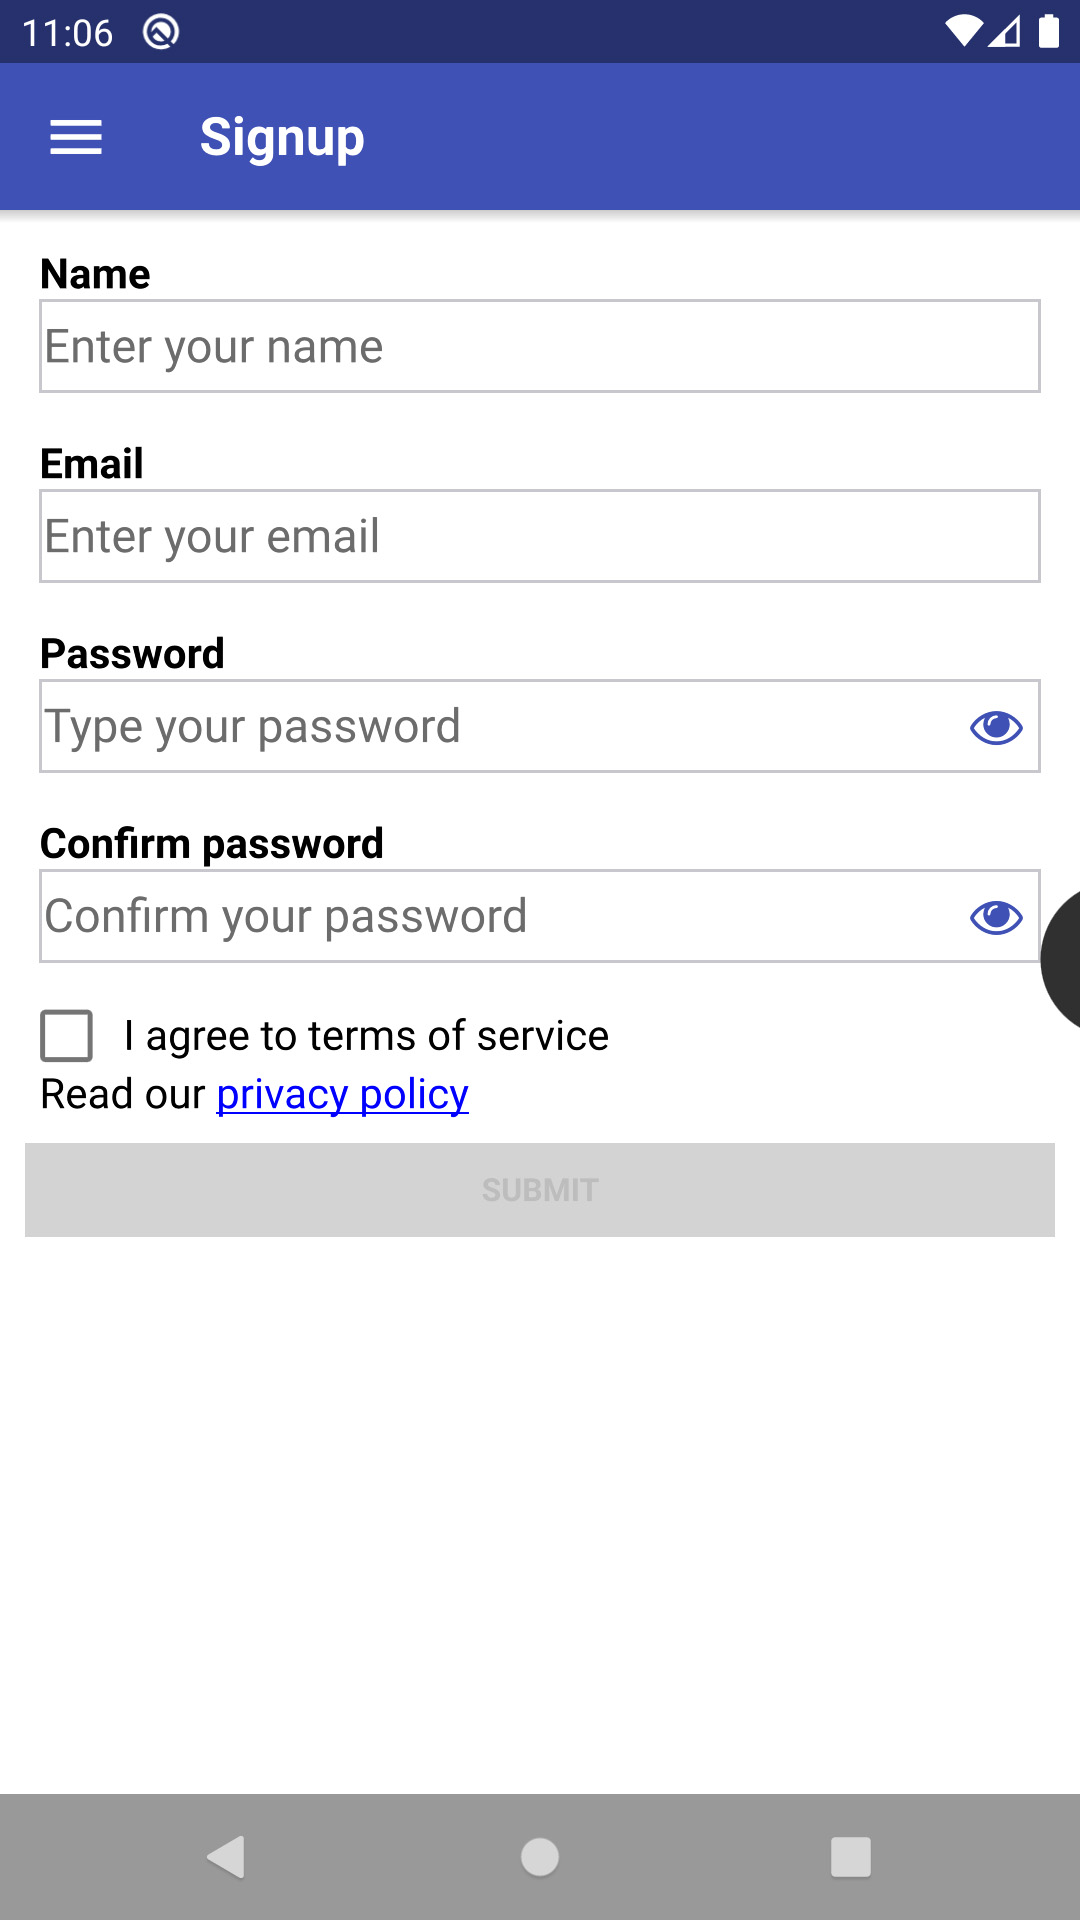 11:06
Signup
Name
Enter your name
Email
Enter your email
Password
Type your password
Confirm password
Confirm your password
I agree to terms of service
Read our privacy policy
SUBMIT